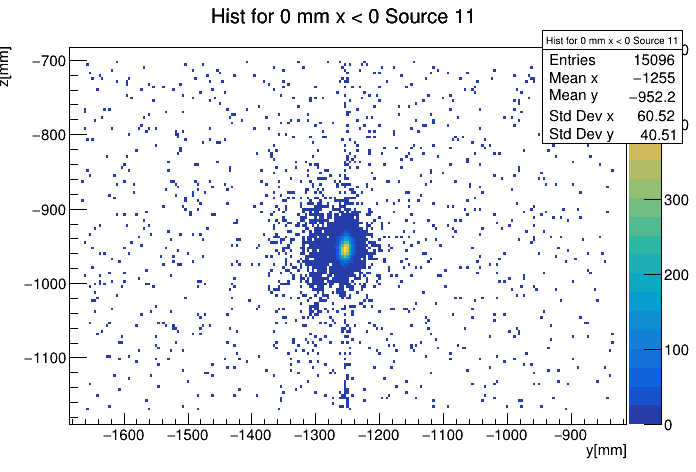 Hist for 0 mm x < 0 Source 11
z[mm]
Hist for 0 mm x < 0 Source 11
Entries 15096
Mean x −1255
Mean y −952.2
Std Dev x 60.52
Std Dev y 40.51
−700
−800
−900
−1000
−1100
300
200
100
0
−1600 −1500 −1400 −1300 −1200 −1100 −1000 −900
y[mm]